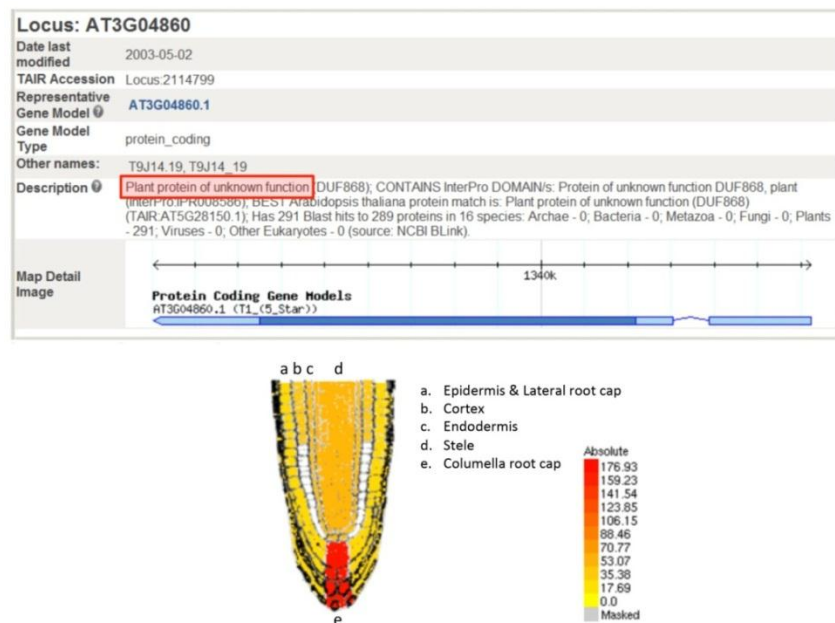 Locus: AT3G04860
Date last modified 2003-05-02
TAIR Accession Locus:2114799
Representative Gene Model AT3G04860.1
Gene Model Type protein_coding
Other names: T9J14.19, T9J14_19
Description Plant protein of unknown function (DUF868); CONTAINS InterPro DOMAIN/s: Protein of unknown function DUF868, plant
(InterPro:IPR008586); BEST Arabidopsis thaliana protein match is: Plant protein of unknown function (DUF868)
(TAIR:AT5G28150.1); Has 291 Blast hits to 289 proteins in 16 species: Archae - 0; Bacteria - 0; Metazoa - 0; Fungi - 0; Plants
- 291; Viruses - 0; Other Eukaryotes - 0 (source: NCBI BLink).
Map Detail Image
1340k
Protein Coding Gene Models
AT3G04860.1 (T1_(5_Star))
a b c d
e
a. Epidermis & Lateral root cap
b. Cortex
c. Endodermis
d. Stele
e. Columella root cap
Absolute
176.93
159.23
141.54
123.85
106.15
88.46
70.77
53.07
35.38
17.69
0.0
Masked